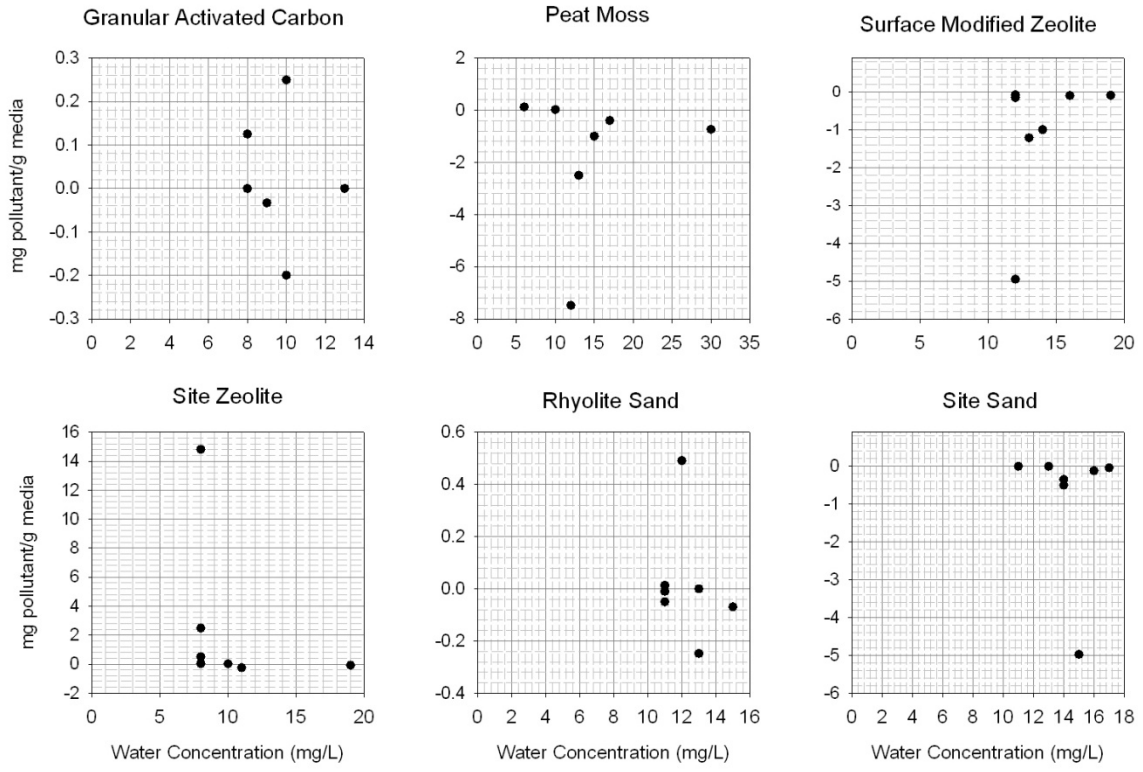 Granular Activated Carbon
Peat Moss
Surface Modified Zeolite
mg pollutant/g media
0.3
0.2
0.1
0.0
-0.1
-0.2
-0.3
0 2 4 6 8 10 12 14
2
0
-2
-4
-6
-8
0 5 10 15 20 25 30 35
0
-1
-2
-3
-4
-5
-6
0 5 10 15 20
Site Zeolite
Rhyolite Sand
Site Sand
mg pollutant/g media
16
14
12
10
8
6
4
2
0
-2
0 5 10 15 20
Water Concentration (mg/L)
0.6
0.4
0.2
0.0
-0.2
-0.4
0 2 4 6 8 10 12 14 16
Water Concentration (mg/L)
0
-1
-2
-3
-4
-5
-6
0 2 4 6 8 10 12 14 16 18
Water Concentration (mg/L)